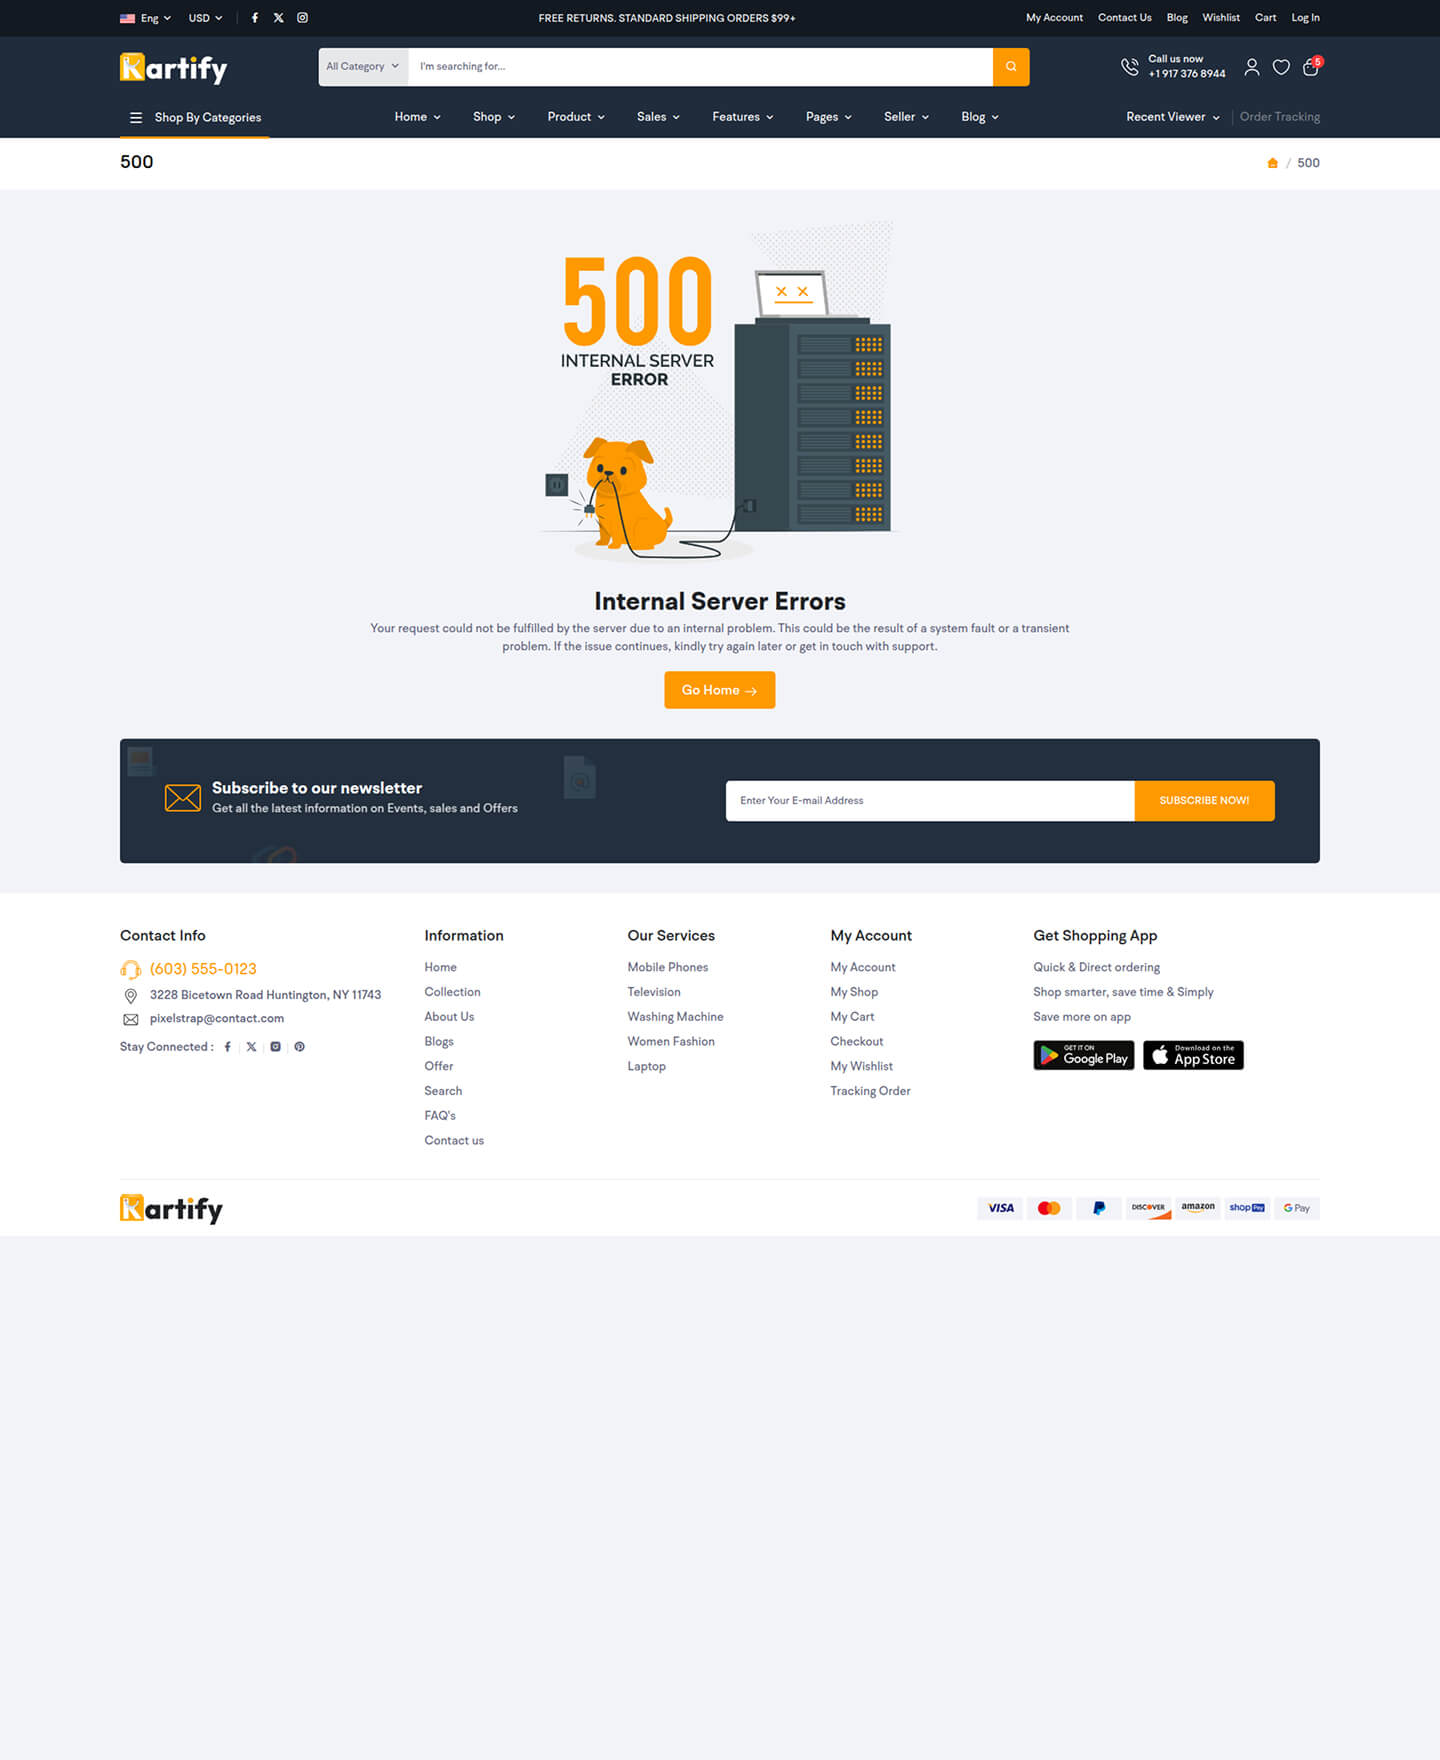 Eng USD FREE RETURNS. STANDARD SHIPPING ORDERS $99+ My Account Contact Us Blog Wishlist Cart Log In
Kartify All Category I'm searching for... Call us now
+1 917 376 8944 5
Shop By Categories Home Shop Product Sales Features Pages Seller Blog Recent Viewer Order Tracking
500 / 500
500
INTERNAL SERVER
ERROR
Internal Server Errors
Your request could not be fulfilled by the server due to an internal problem. This could be the result of a system fault or a transient
problem. If the issue continues, kindly try again later or get in touch with support.
Go Home
Subscribe to our newsletter
Get all the latest information on Events, sales and Offers
Enter Your E-mail Address SUBSCRIBE NOW!
Contact Info
(603) 555-0123
3228 Bicetown Road Huntington, NY 11743
pixelstrap@contact.com
Stay Connected :
Information
Home
Collection
About Us
Blogs
Offer
Search
FAQ's
Contact us
Our Services
Mobile Phones
Television
Washing Machine
Women Fashion
Laptop
My Account
My Account
My Shop
My Cart
Checkout
My Wishlist
Tracking Order
Get Shopping App
Quick & Direct ordering
Shop smarter, save time & Simply
Save more on app
GET IT ON
Google Play
Download on the
App Store
Kartify VISA DISCOVER amazon shop Pay G Pay